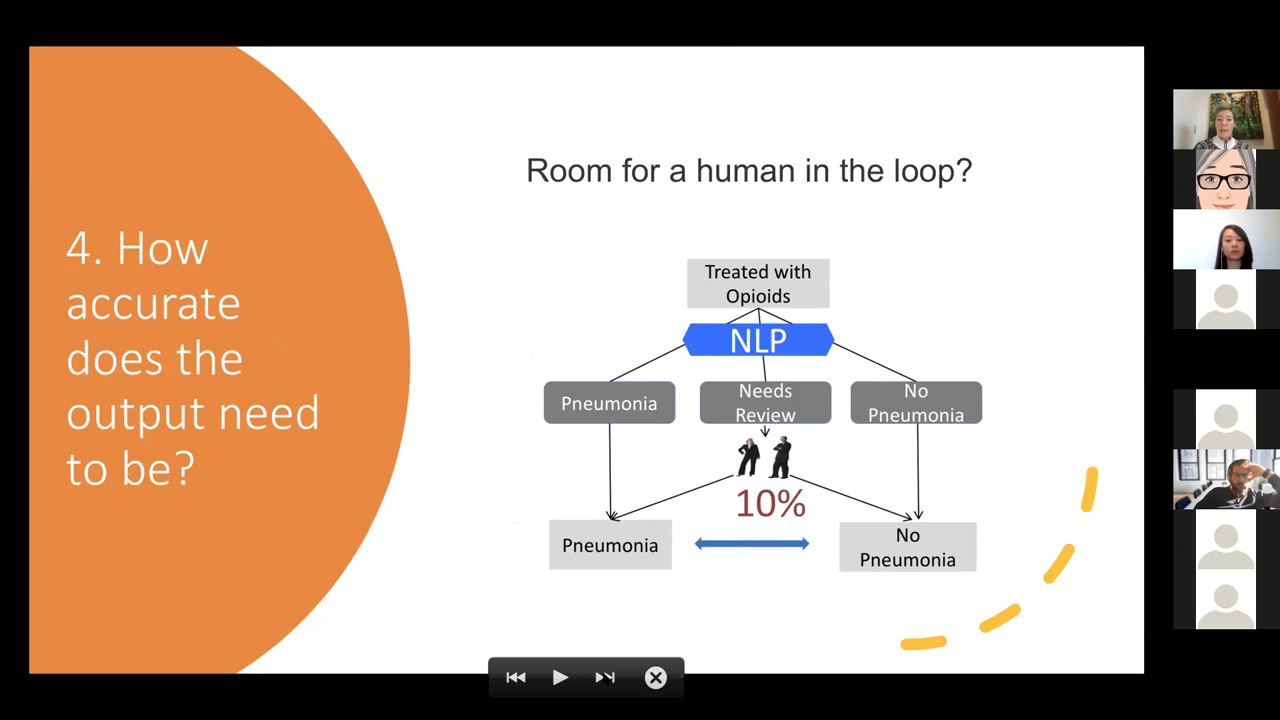 Room for a human in the loop?
4. How
accurate
does the
output need
to be?
Treated with
Opioids
NLP
Pneumonia
Needs
Review
No
Pneumonia
10%
Pneumonia
No
Pneumonia